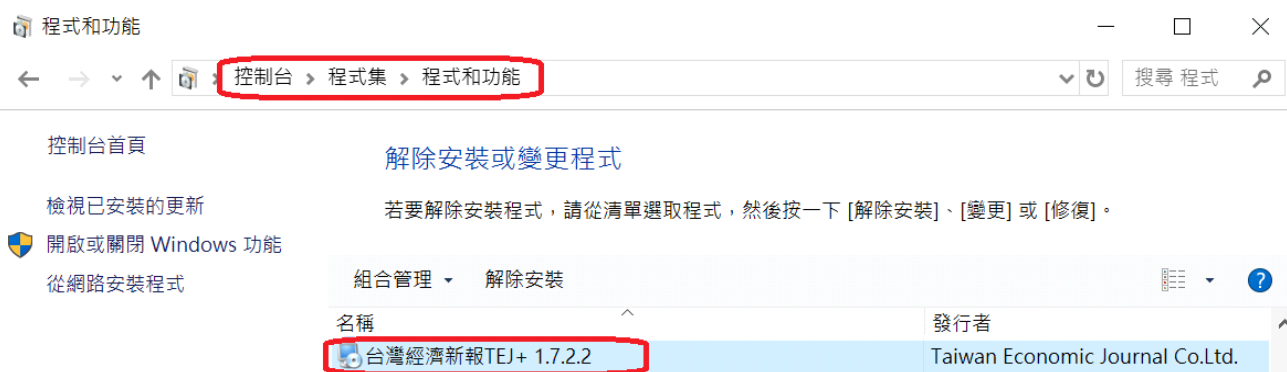 程式和功能
控制台 › 程式集 › 程式和功能
搜尋 程式
控制台首頁
解除安裝或變更程式
檢視已安裝的更新
若要解除安裝程式，請從清單選取程式，然後按一下 [解除安裝]、[變更] 或 [修復]。
開啟或關閉 Windows 功能
從網路安裝程式
組合管理 解除安裝
名稱 發行者
台灣經濟新報TEJ+ 1.7.2.2 Taiwan Economic Journal Co.Ltd.